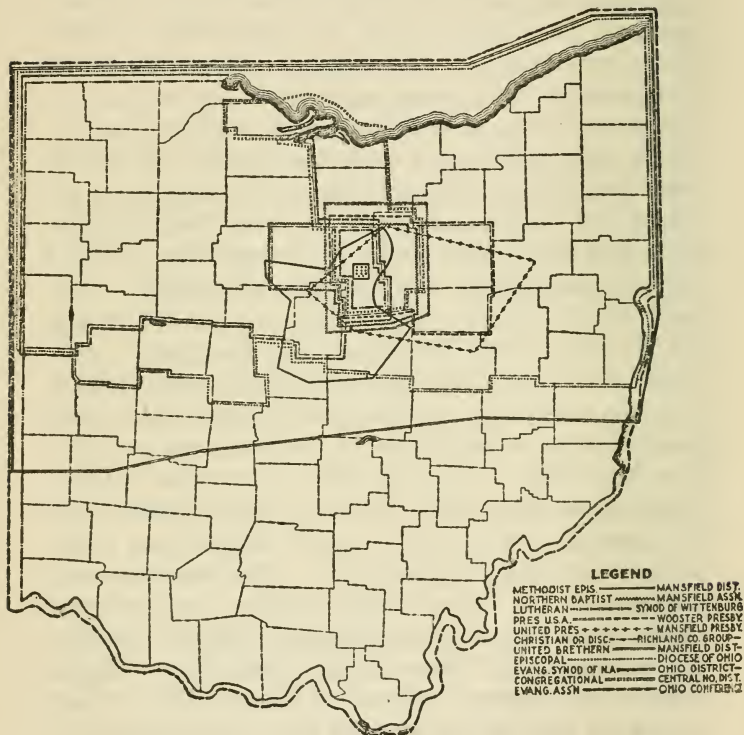 LEGEND
METHODIST EPIS. MANSFIELD DIST.
NORTHERN BAPTIST MANSFIELD ASSN.
LUTHERAN SYNOD OF WITTENBURG
PRES U.S.A. WOOSTER PRESBY.
UNITED PRES MANSFIELD PRESBY.
CHRISTIAN OR DISC. RICHLAND CO. GROUP
UNITED BRETHERN MANSFIELD DIST
EPISCOPAL DIOCESE OF OHIO
EVANG. SYNOD OF N.A. OHIO DISTRICT
CONGREGATIONAL CENTRAL NO. DIST.
EVANG. ASS'N OHIO CONFERENCE